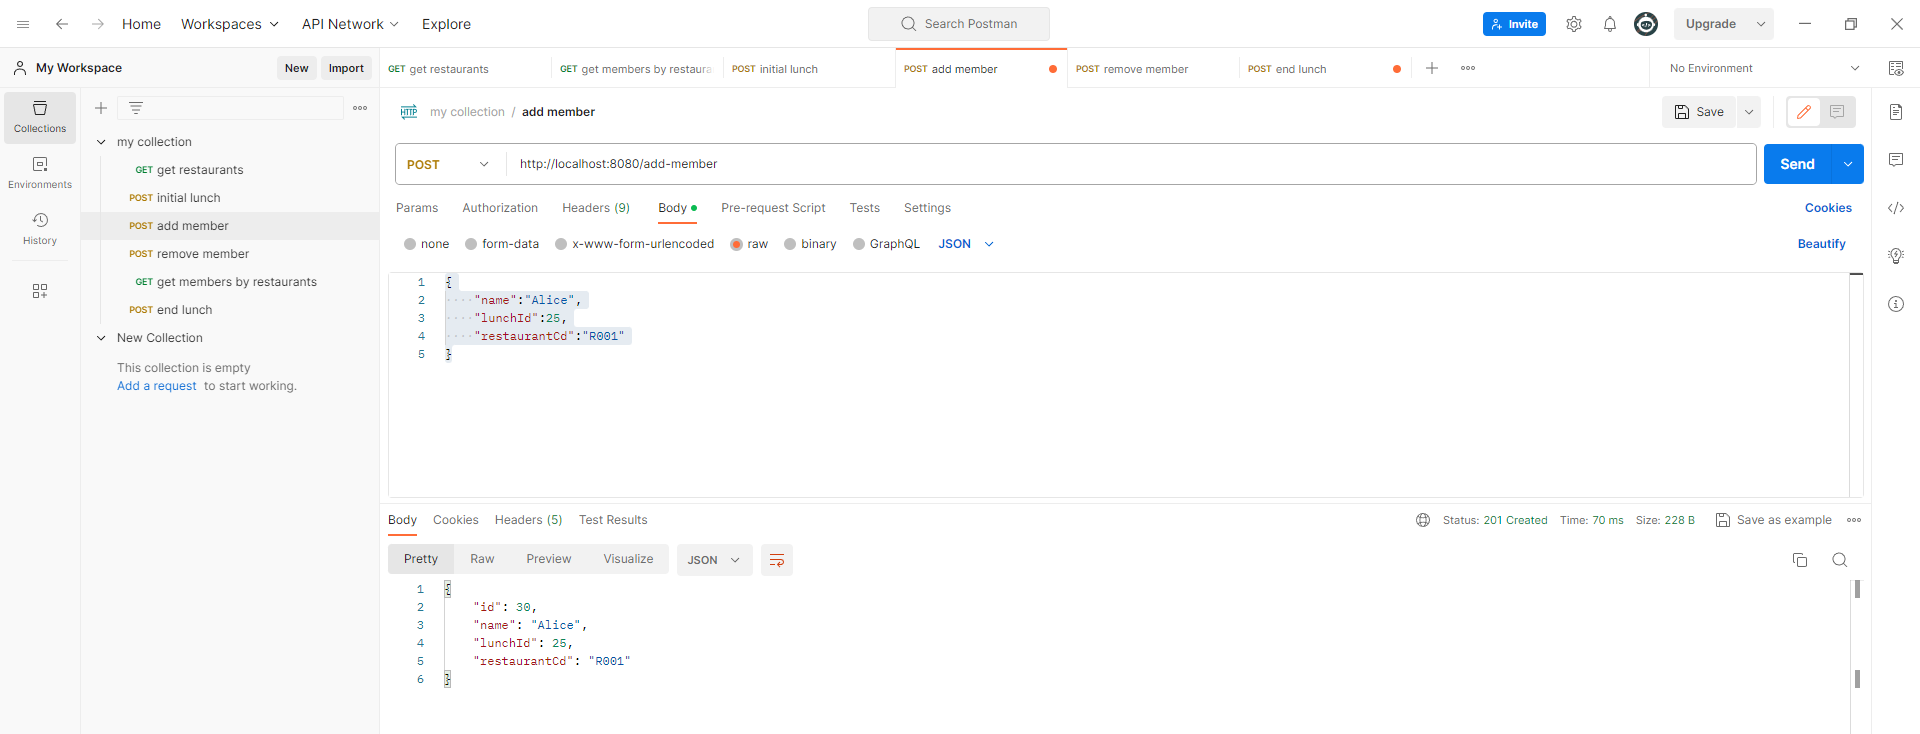 Home Workspaces API Network Explore Search Postman Invite Upgrade
My Workspace New Import GET get restaurants GET get members by restaura POST initial lunch POST add member POST remove member POST end lunch No Environment
Collections
Environments
History
my collection
GET get restaurants
POST initial lunch
POST add member
POST remove member
GET get members by restaurants
POST end lunch
New Collection
This collection is empty
Add a request to start working.
HTTP my collection / add member Save
POST http://localhost:8080/add-member Send
Params Authorization Headers (9) Body Pre-request Script Tests Settings Cookies
none form-data x-www-form-urlencoded raw binary GraphQL JSON Beautify
1 {
2 ····"name":"Alice",
3 ····"lunchId":25,
4 ····"restaurantCd":"R001"
5 }
Body Cookies Headers (5) Test Results Status: 201 Created Time: 70 ms Size: 228 B Save as example
Pretty Raw Preview Visualize JSON
1 {
2 "id": 30,
3 "name": "Alice",
4 "lunchId": 25,
5 "restaurantCd": "R001"
6 }